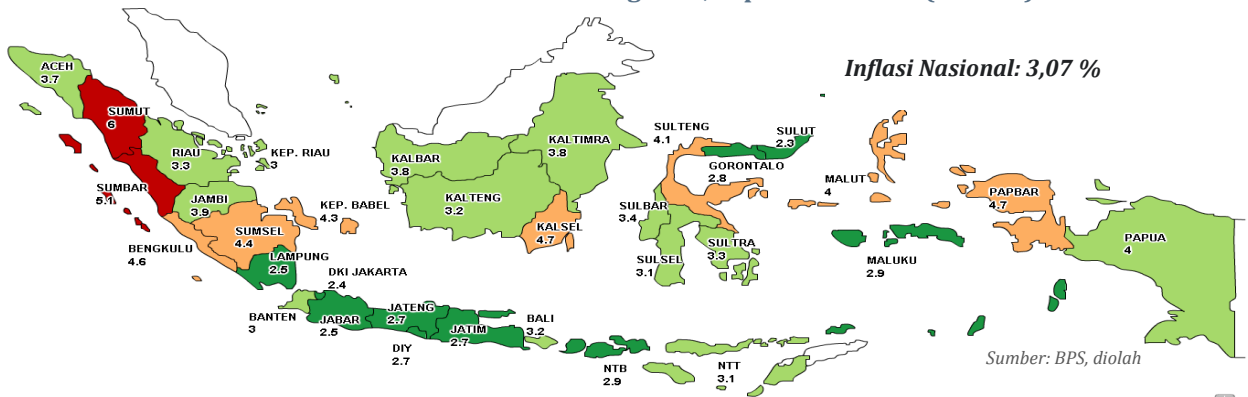 Inflasi Nasional: 3,07 %
ACEH
3.7
SUMUT
6
RIAU
3.3
KEP. RIAU
3
SUMBAR
5.1
JAMBI
3.9
KEP. BABEL
4.3
SUMSEL
4.4
BENGKULU
4.6
LAMPUNG
2.5
DKI JAKARTA
2.4
BANTEN
3
JABAR
2.5
JATENG
2.7
DIY
2.7
JATIM
2.7
BALI
3.2
NTB
2.9
NTT
3.1
KALBAR
3.8
KALTENG
3.2
KALTIMRA
3.8
KALSEL
4.7
SULTENG
4.1
SULUT
2.3
GORONTALO
2.8
SULBAR
3.4
SULSEL
3.1
SULTRA
3.3
MALUT
4
MALUKU
2.9
PAPBAR
4.7
PAPUA
4
Sumber: BPS, diolah